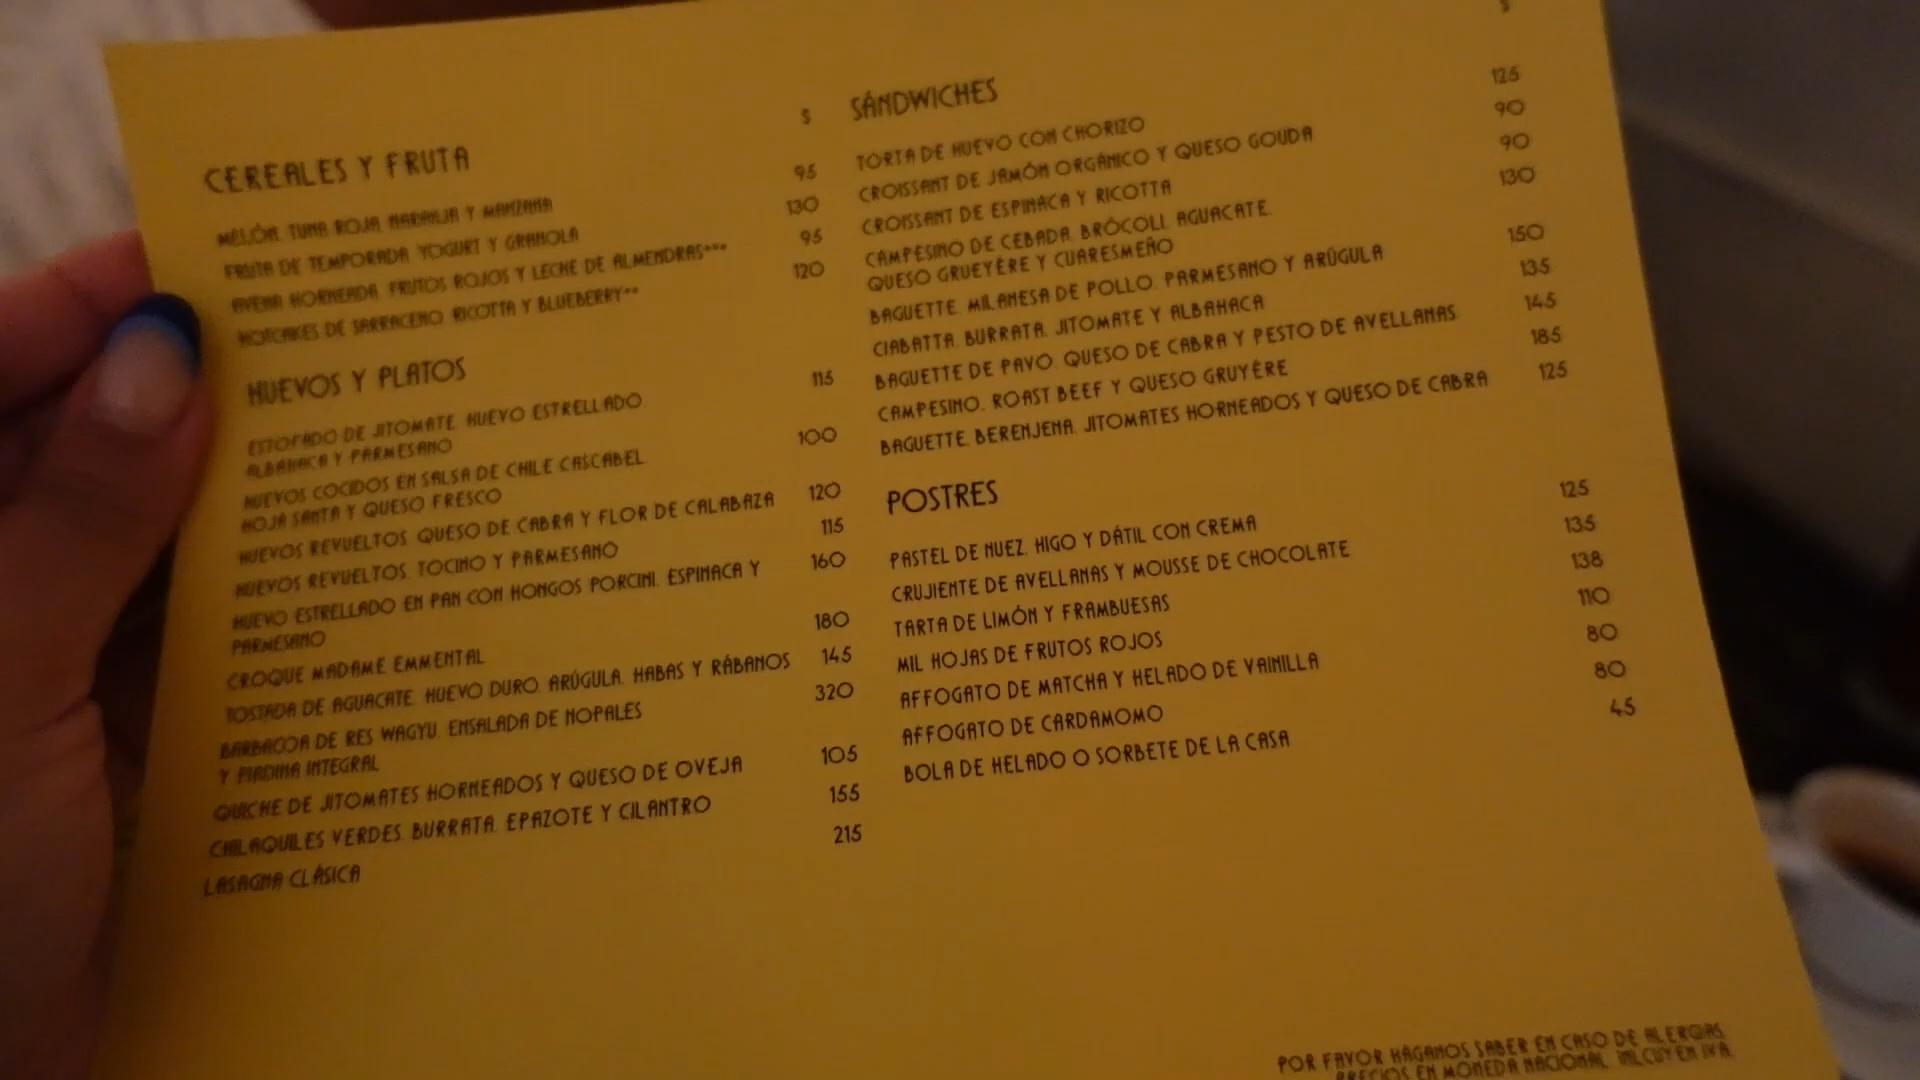 $
CEREALES Y FRUTA
MELÓN, TUNA ROJA, NARANJA Y MANZANA 95
FRUTA DE TEMPORADA, YOGURT Y GRANOLA 130
AVENA HORNEADA, FRUTOS ROJOS Y LECHE DE ALMENDRAS*** 95
HOTCAKES DE SARRACENO, RICOTTA Y BLUEBERRY** 120
HUEVOS Y PLATOS
ESTOFADO DE JITOMATE, HUEVO ESTRELLADO, 115
ALBAHACA Y PARMESANO
HUEVOS COCIDOS EN SALSA DE CHILE CASCABEL, 100
HOJA SANTA Y QUESO FRESCO
HUEVOS REVUELTOS, QUESO DE CABRA Y FLOR DE CALABAZA 120
HUEVOS REVUELTOS, TOCINO Y PARMESANO 115
HUEVO ESTRELLADO EN PAN CON HONGOS PORCINI, ESPINACA Y 160
PARMESANO
CROQUE MADAME EMMENTAL 180
TOSTADA DE AGUACATE, HUEVO DURO, ARÚGULA, HABAS Y RÁBANOS 145
BARBACOA DE RES WAGYU, ENSALADA DE NOPALES 320
Y PIADINA INTEGRAL
QUICHE DE JITOMATES HORNEADOS Y QUESO DE OVEJA 105
CHILAQUILES VERDES, BURRATA, EPAZOTE Y CILANTRO 155
LASAGNA CLÁSICA 215
$
SÁNDWICHES
TORTA DE HUEVO CON CHORIZO 125
CROISSANT DE JAMÓN ORGÁNICO Y QUESO GOUDA 90
CROISSANT DE ESPINACA Y RICOTTA 90
CAMPESINO DE CEBADA, BRÓCOLI, AGUACATE, 130
QUESO GRUEYÈRE Y CUARESMEÑO
BAGUETTE, MILANESA DE POLLO, PARMESANO Y ARÚGULA 150
CIABATTA, BURRATA, JITOMATE Y ALBAHACA 135
BAGUETTE DE PAVO, QUESO DE CABRA Y PESTO DE AVELLANAS 145
CAMPESINO, ROAST BEEF Y QUESO GRUYÈRE 185
BAGUETTE, BERENJENA, JITOMATES HORNEADOS Y QUESO DE CABRA 125
POSTRES
PASTEL DE NUEZ, HIGO Y DÁTIL CON CREMA 125
CRUJIENTE DE AVELLANAS Y MOUSSE DE CHOCOLATE 135
TARTA DE LIMÓN Y FRAMBUESAS 138
MIL HOJAS DE FRUTOS ROJOS 110
AFFOGATO DE MATCHA Y HELADO DE VAINILLA 80
AFFOGATO DE CARDAMOMO 80
BOLA DE HELADO O SORBETE DE LA CASA 45
POR FAVOR HÁGANOS SABER EN CASO DE ALERGIAS.
PRECIOS EN MONEDA NACIONAL, INLCUYEN IVA.